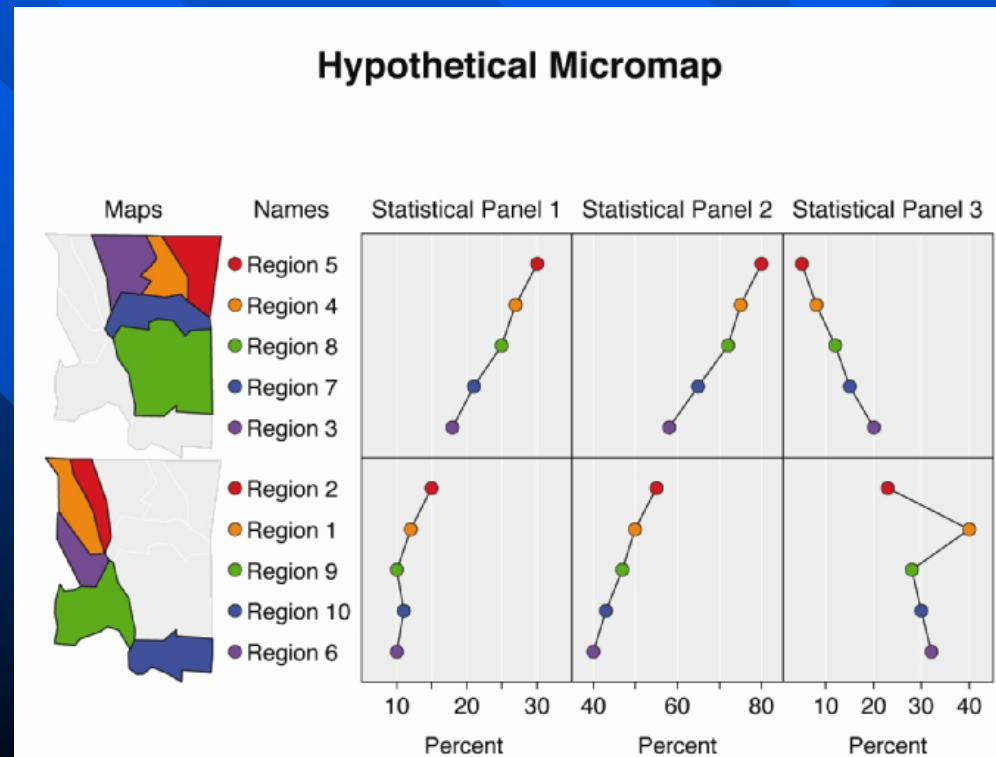 Hypothetical Micromap
Maps Names Statistical Panel 1 Statistical Panel 2 Statistical Panel 3
Region 5
Region 4
Region 8
Region 7
Region 3
Region 2
Region 1
Region 9
Region 10
Region 6
10 20 30 40 60 80 10 20 30 40
Percent Percent Percent